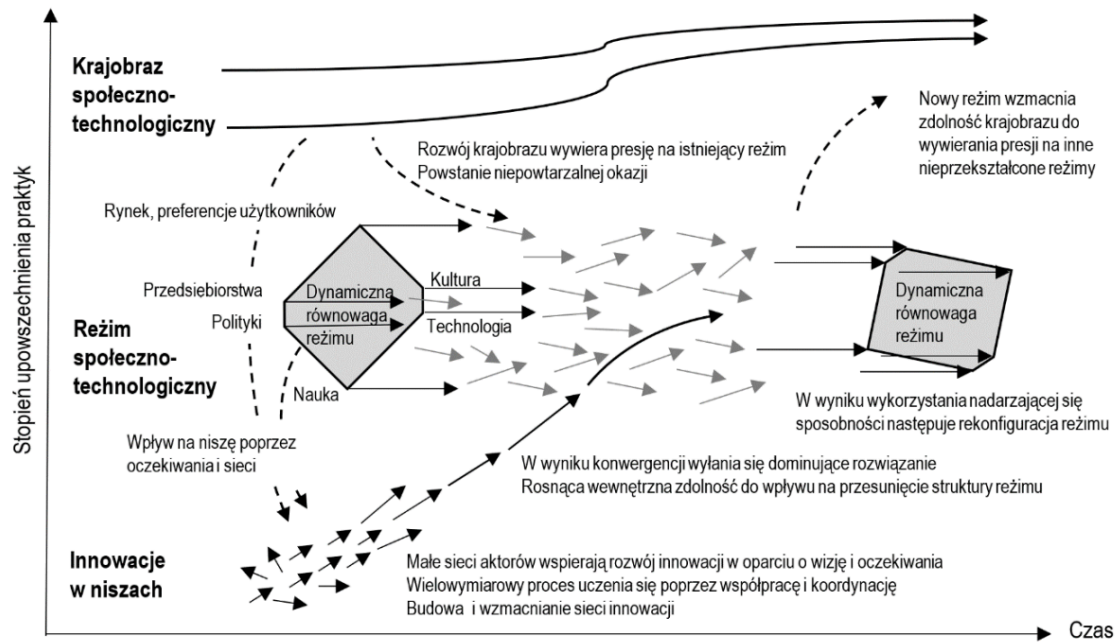 Stopień upowszechnienia praktyk
Krajobraz
społeczno-
technologiczny
Rozwój krajobrazu wywiera presję na istniejący reżim
Powstanie niepowtarzalnej okazji
Nowy reżim wzmacnia
zdolność krajobrazu do
wywierania presji na inne
nieprzekształcone reżimy
Rynek, preferencje użytkowników
Przedsiebiorstwa
Polityki
Dynamiczna
równowaga
reżimu
Kultura
Technologia
Nauka
Reżim
społeczno-
technologiczny
Dynamiczna
równowaga
reżimu
W wyniku wykorzystania nadarzającej się
sposobności następuje rekonfiguracja reżimu
Wpływ na niszę poprzez
oczekiwania i sieci
W wyniku konwergencji wyłania się dominujące rozwiązanie
Rosnąca wewnętrzna zdolność do wpływu na przesunięcie struktury reżimu
Innowacje
w niszach
Małe sieci aktorów wspierają rozwój innowacji w oparciu o wizję i oczekiwania
Wielowymiarowy proces uczenia się poprzez współpracę i koordynację
Budowa i wzmacnianie sieci innowacji
Czas